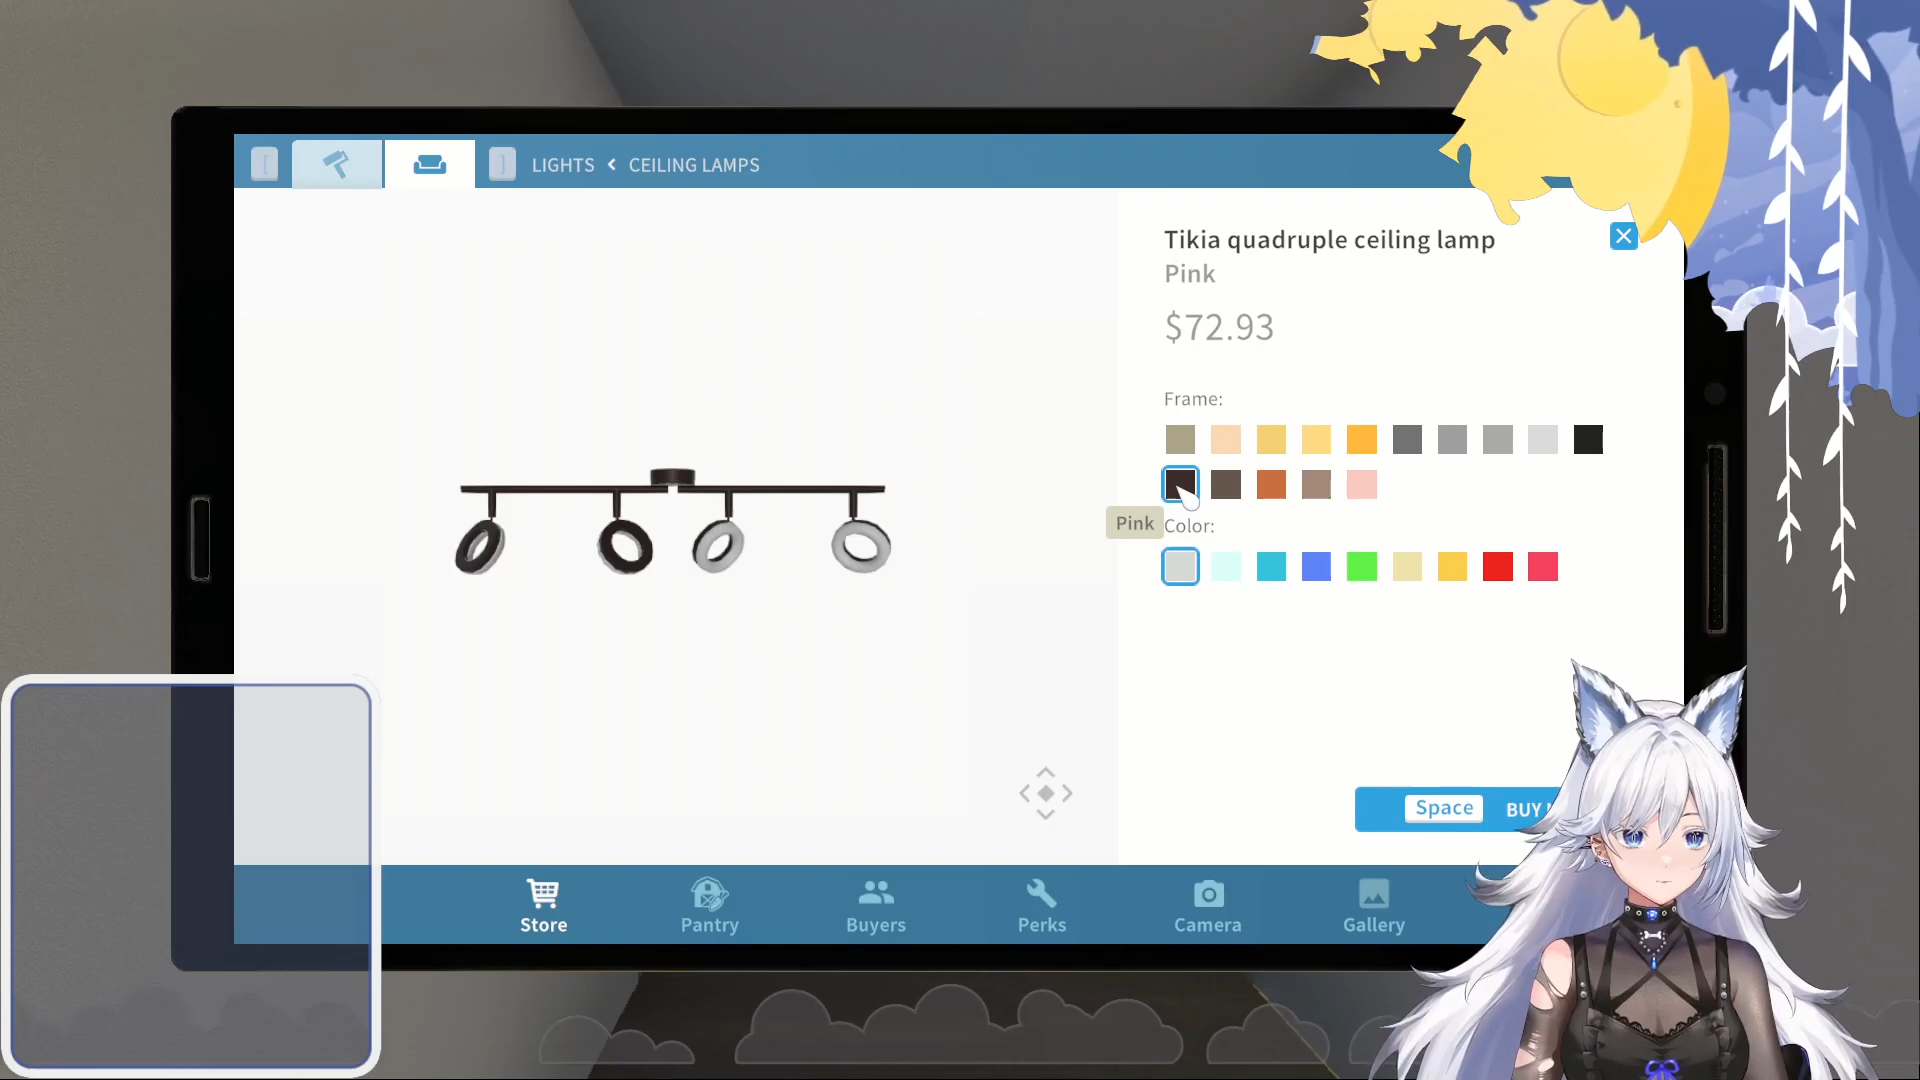 [
]
LIGHTS < CEILING LAMPS
Tikia quadruple ceiling lamp
Pink
$72.93
Frame:
Pink
Color:
Space BUY
Store
Pantry
Buyers
Perks
Camera
Gallery